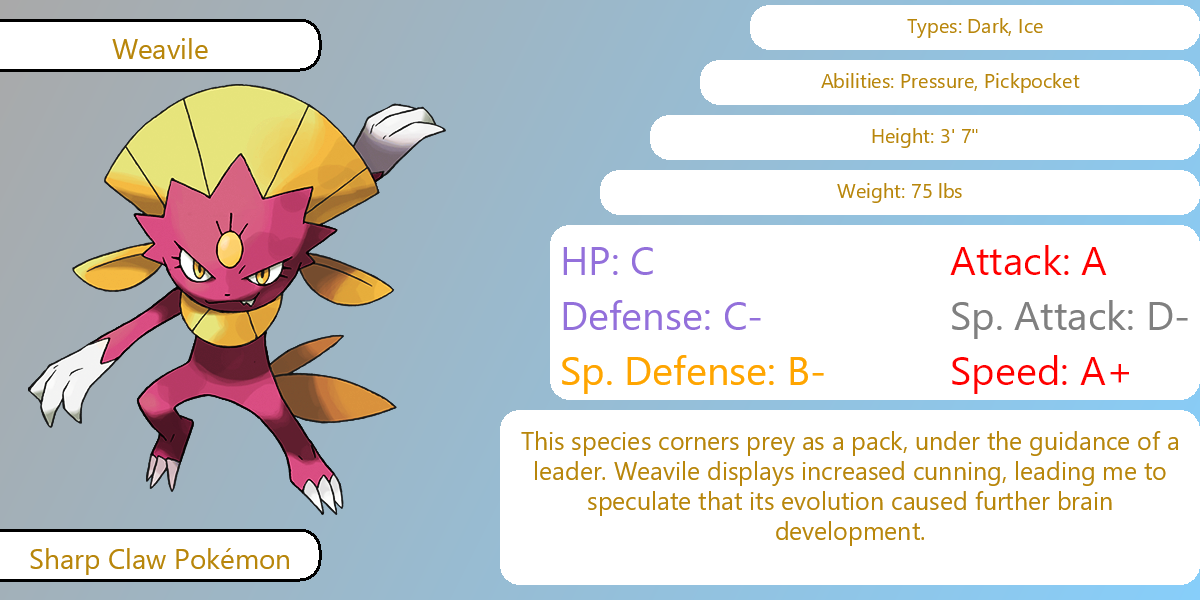 Weavile
Types: Dark, Ice
Abilities: Pressure, Pickpocket
Height: 3' 7"
Weight: 75 lbs
HP: C
Attack: A
Defense: C-
Sp. Attack: D-
Sp. Defense: B-
Speed: A+
This species corners prey as a pack, under the guidance of a
leader. Weavile displays increased cunning, leading me to
speculate that its evolution caused further brain
development.
Sharp Claw Pokémon